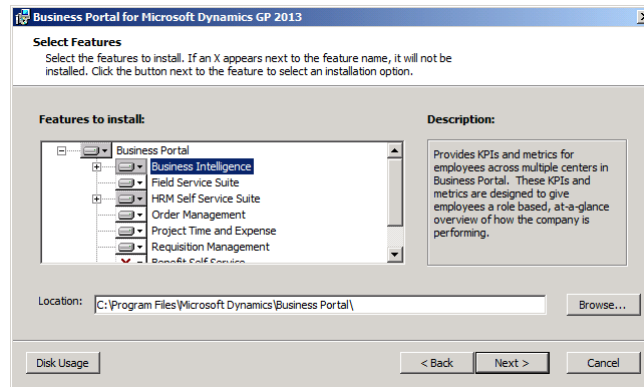 Business Portal for Microsoft Dynamics GP 2013
Select Features
Select the features to install. If an X appears next to the feature name, it will not be
installed. Click the button next to the feature to select an installation option.
Features to install:
Business Portal
Business Intelligence
Field Service Suite
HRM Self Service Suite
Order Management
Project Time and Expense
Requisition Management
Benefit Self Service
Description:
Provides KPIs and metrics for
employees across multiple centers in
Business Portal. These KPIs and
metrics are designed to give
employees a role based, at-a-glance
overview of how the company is
performing.
Location:
C:\Program Files\Microsoft Dynamics\Business Portal\
Browse...
Disk Usage
< Back
Next >
Cancel